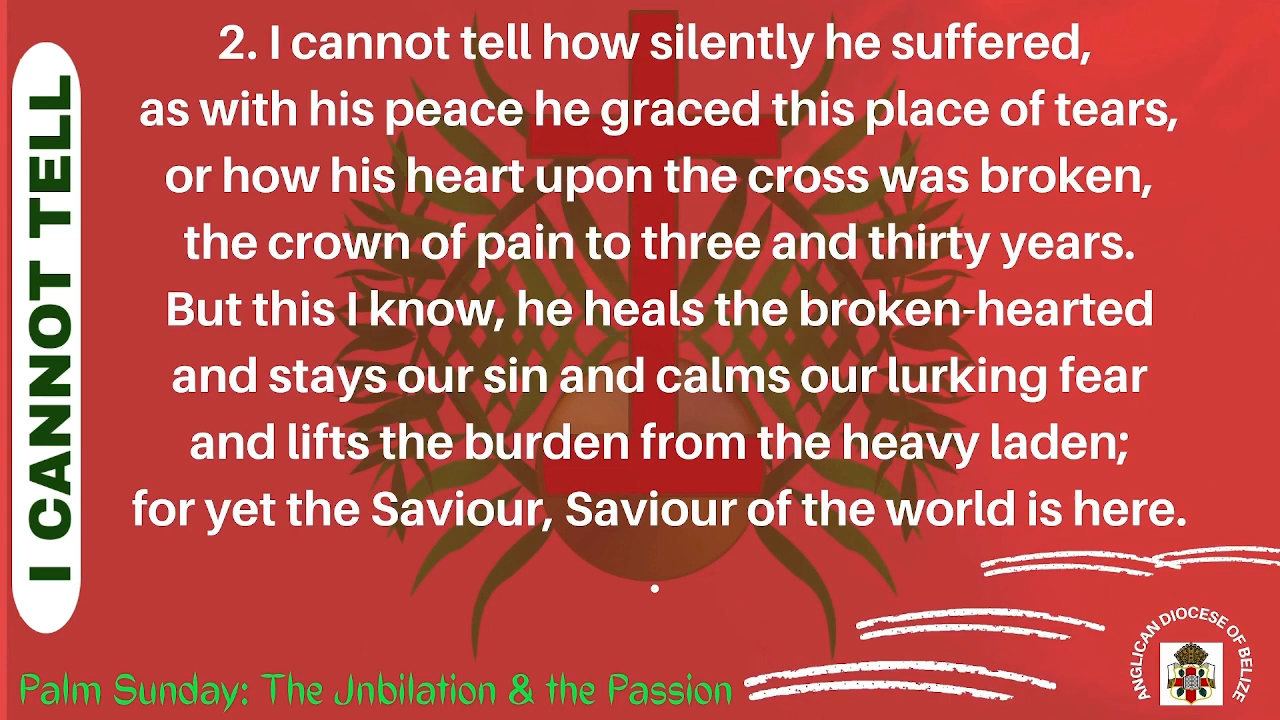 I CANNOT TELL
2. I cannot tell how silently he suffered,
as with his peace he graced this place of tears,
or how his heart upon the cross was broken,
the crown of pain to three and thirty years.
But this I know, he heals the broken-hearted
and stays our sin and calms our lurking fear
and lifts the burden from the heavy laden;
for yet the Saviour, Saviour of the world is here.
.
Palm Sunday: The Jnbilation & the Passion
ANGLICAN DIOCESE OF BELIZE